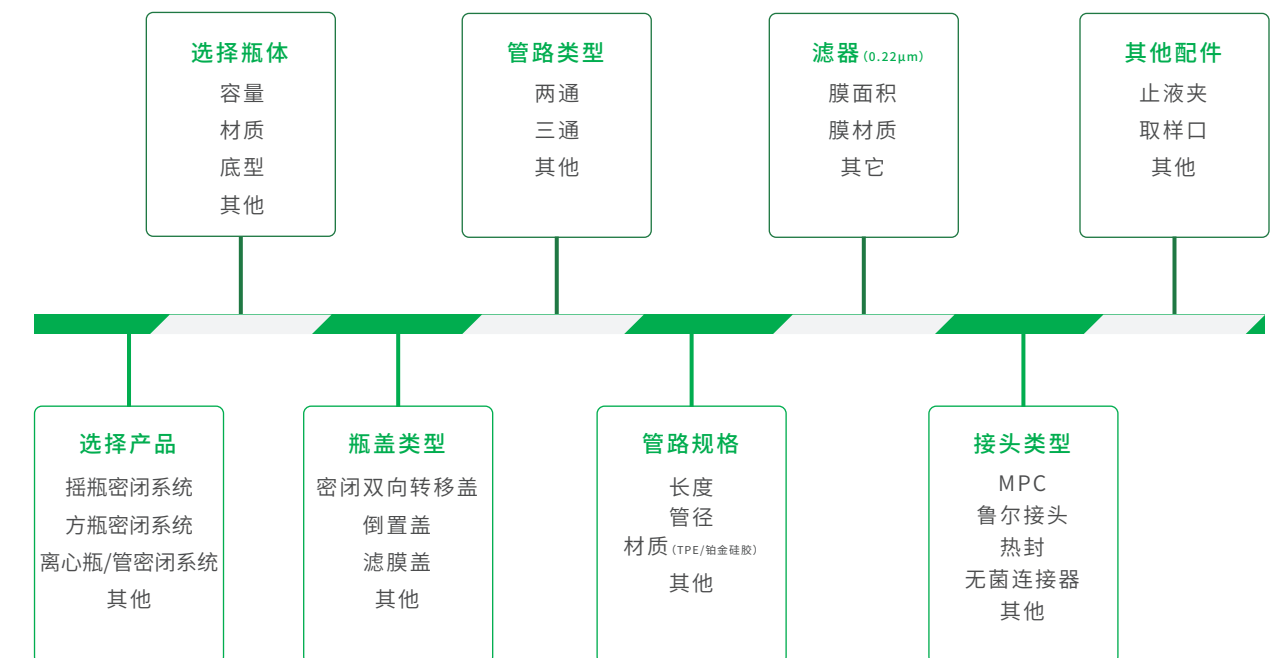 选择瓶体
容量
材质
底型
其他
管路类型
两通
三通
其他
滤器(0.22μm)
膜面积
膜材质
其它
其他配件
止液夹
取样口
其他
选择产品
摇瓶密闭系统
方瓶密闭系统
离心瓶/管密闭系统
其他
瓶盖类型
密闭双向转移盖
倒置盖
滤膜盖
其他
管路规格
长度
管径
材质(TPE/铂金硅胶)
其他
接头类型
MPC
鲁尔接头
热封
无菌连接器
其他